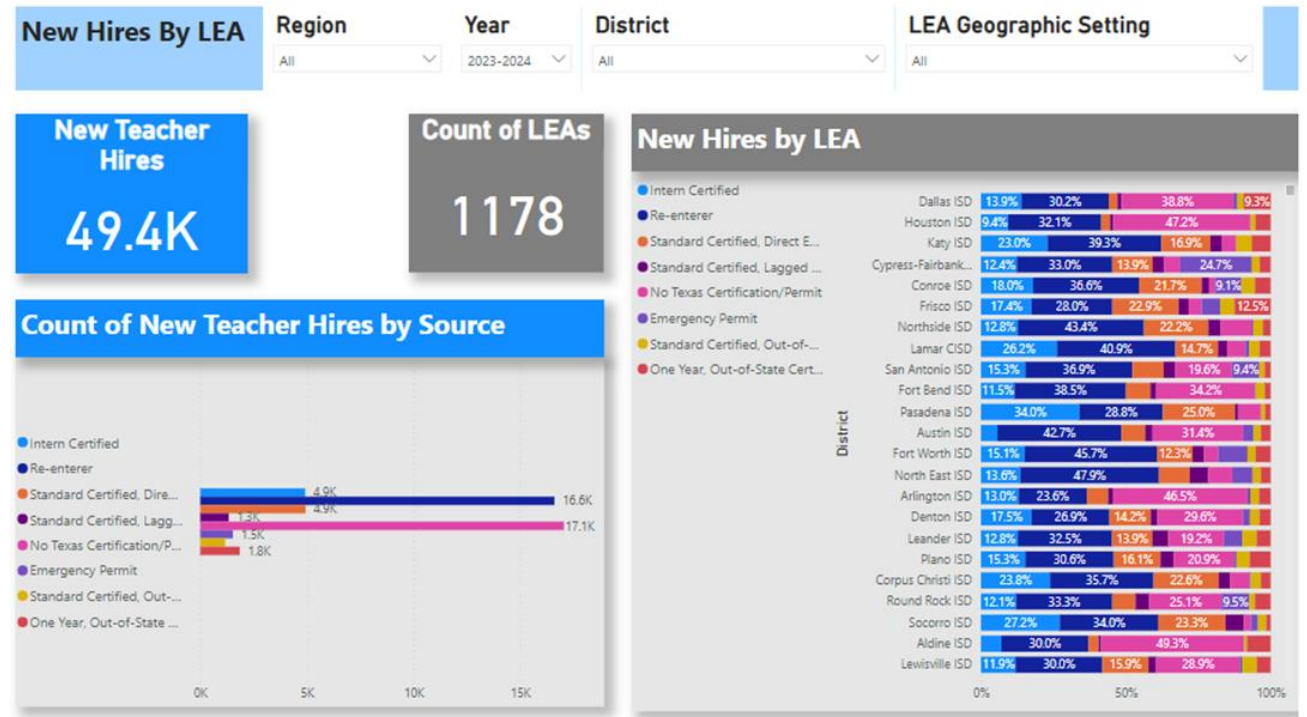 New Hires By LEA
Region
All
Year
2023-2024
District
All
LEA Geographic Setting
All
New Teacher
Hires
49.4K
Count of LEAs
1178
Count of New Teacher Hires by Source
Intern Certified
Re-enterer
Standard Certified, Dire...
Standard Certified, Lagg...
No Texas Certification/P...
Emergency Permit
Standard Certified, Out-...
One Year, Out-of-State ...
4.9K
16.6K
4.9K
1.3K
17.1K
1.5K
1.8K
0K 5K 10K 15K
New Hires by LEA
Intern Certified
Re-enterer
Standard Certified, Direct E...
Standard Certified, Lagged ...
No Texas Certification/Permit
Emergency Permit
Standard Certified, Out-of-...
One Year, Out-of-State Cert...
District
Dallas ISD 13.9% 30.2% 38.8% 9.3%
Houston ISD 9.4% 32.1% 47.2%
Katy ISD 23.0% 39.3% 16.9%
Cypress-Fairbank... 12.4% 33.0% 13.9% 24.7%
Conroe ISD 18.0% 36.6% 21.7% 9.1%
Frisco ISD 17.4% 28.0% 22.9% 12.5%
Northside ISD 12.8% 43.4% 22.2%
Lamar CISD 26.2% 40.9% 14.7%
San Antonio ISD 15.3% 36.9% 19.6% 9.4%
Fort Bend ISD 11.5% 38.5% 34.2%
Pasadena ISD 34.0% 28.8% 25.0%
Austin ISD 42.7% 31.4%
Fort Worth ISD 15.1% 45.7% 12.3%
North East ISD 13.6% 47.9%
Arlington ISD 13.0% 23.6% 46.5%
Denton ISD 17.5% 26.9% 14.2% 29.6%
Leander ISD 12.8% 32.5% 13.9% 19.2%
Plano ISD 15.3% 30.6% 16.1% 20.9%
Corpus Christi ISD 23.8% 35.7% 22.6%
Round Rock ISD 12.1% 33.3% 25.1% 9.5%
Socorro ISD 27.2% 34.0% 23.3%
Aldine ISD 30.0% 49.3%
Lewisville ISD 11.9% 30.0% 15.9% 28.9%
0% 50% 100%